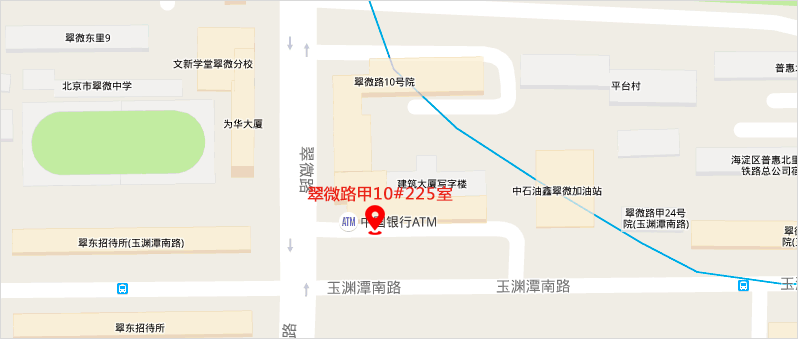 翠微东里9
文新学堂翠微分校
北京市翠微中学
为华大厦
翠微路10号院
平台村
普惠
翠微路
建筑大厦写字楼
海淀区普惠北里
铁路总公司宿
翠微路甲10#225室
中石油鑫翠微加油站
ATM
中国银行ATM
翠微路甲24号
院(玉渊潭南路)
翠东招待所(玉渊潭南路)
翠微
院(玉
玉渊潭南路
玉渊潭南路
玉
翠东招待所
路